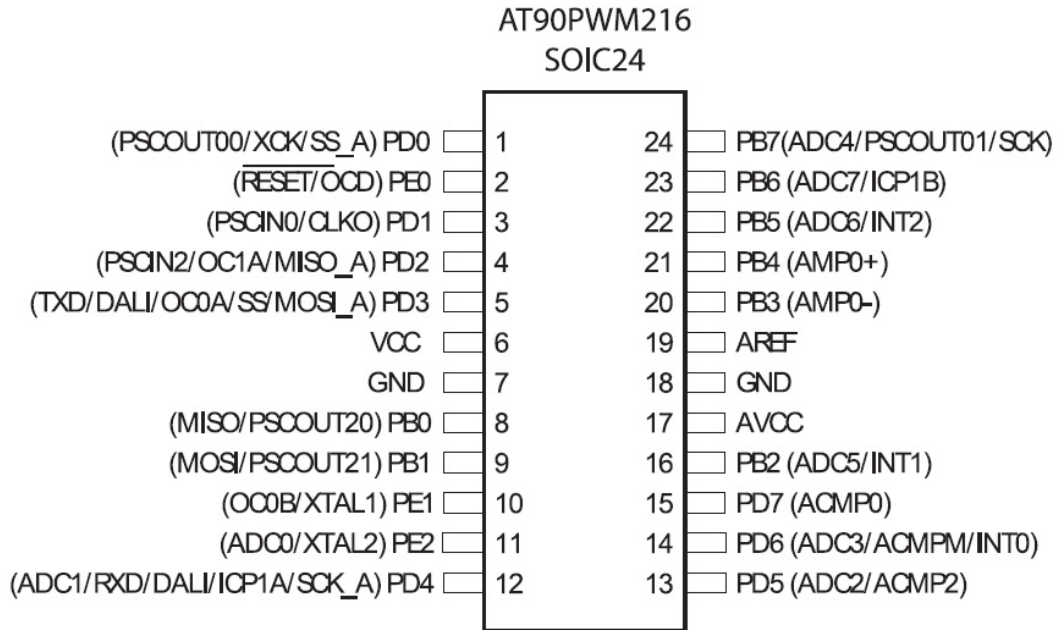 AT90PWM216
SOIC24
(PSCOUT00/XCK/SS_A) PD0 1 24 PB7(ADC4/PSCOUT01/SCK)
(RESET/OCD) PE0 2 23 PB6 (ADC7/ICP1B)
(PSCIN0/CLKO) PD1 3 22 PB5 (ADC6/INT2)
(PSCIN2/OC1A/MISO_A) PD2 4 21 PB4 (AMP0+)
(TXD/DALI/OC0A/SS/MOSI_A) PD3 5 20 PB3 (AMP0-)
VCC 6 19 AREF
GND 7 18 GND
(MISO/PSCOUT20) PB0 8 17 AVCC
(MOSI/PSCOUT21) PB1 9 16 PB2 (ADC5/INT1)
(OC0B/XTAL1) PE1 10 15 PD7 (ACMP0)
(ADC0/XTAL2) PE2 11 14 PD6 (ADC3/ACMPM/INT0)
(ADC1/RXD/DALI/ICP1A/SCK_A) PD4 12 13 PD5 (ADC2/ACMP2)